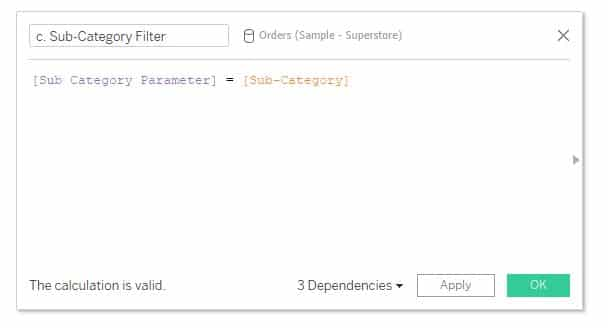 c. Sub-Category Filter
Orders (Sample - Superstore)
[Sub Category Parameter] = [Sub-Category]
The calculation is valid.
3 Dependencies
Apply
OK